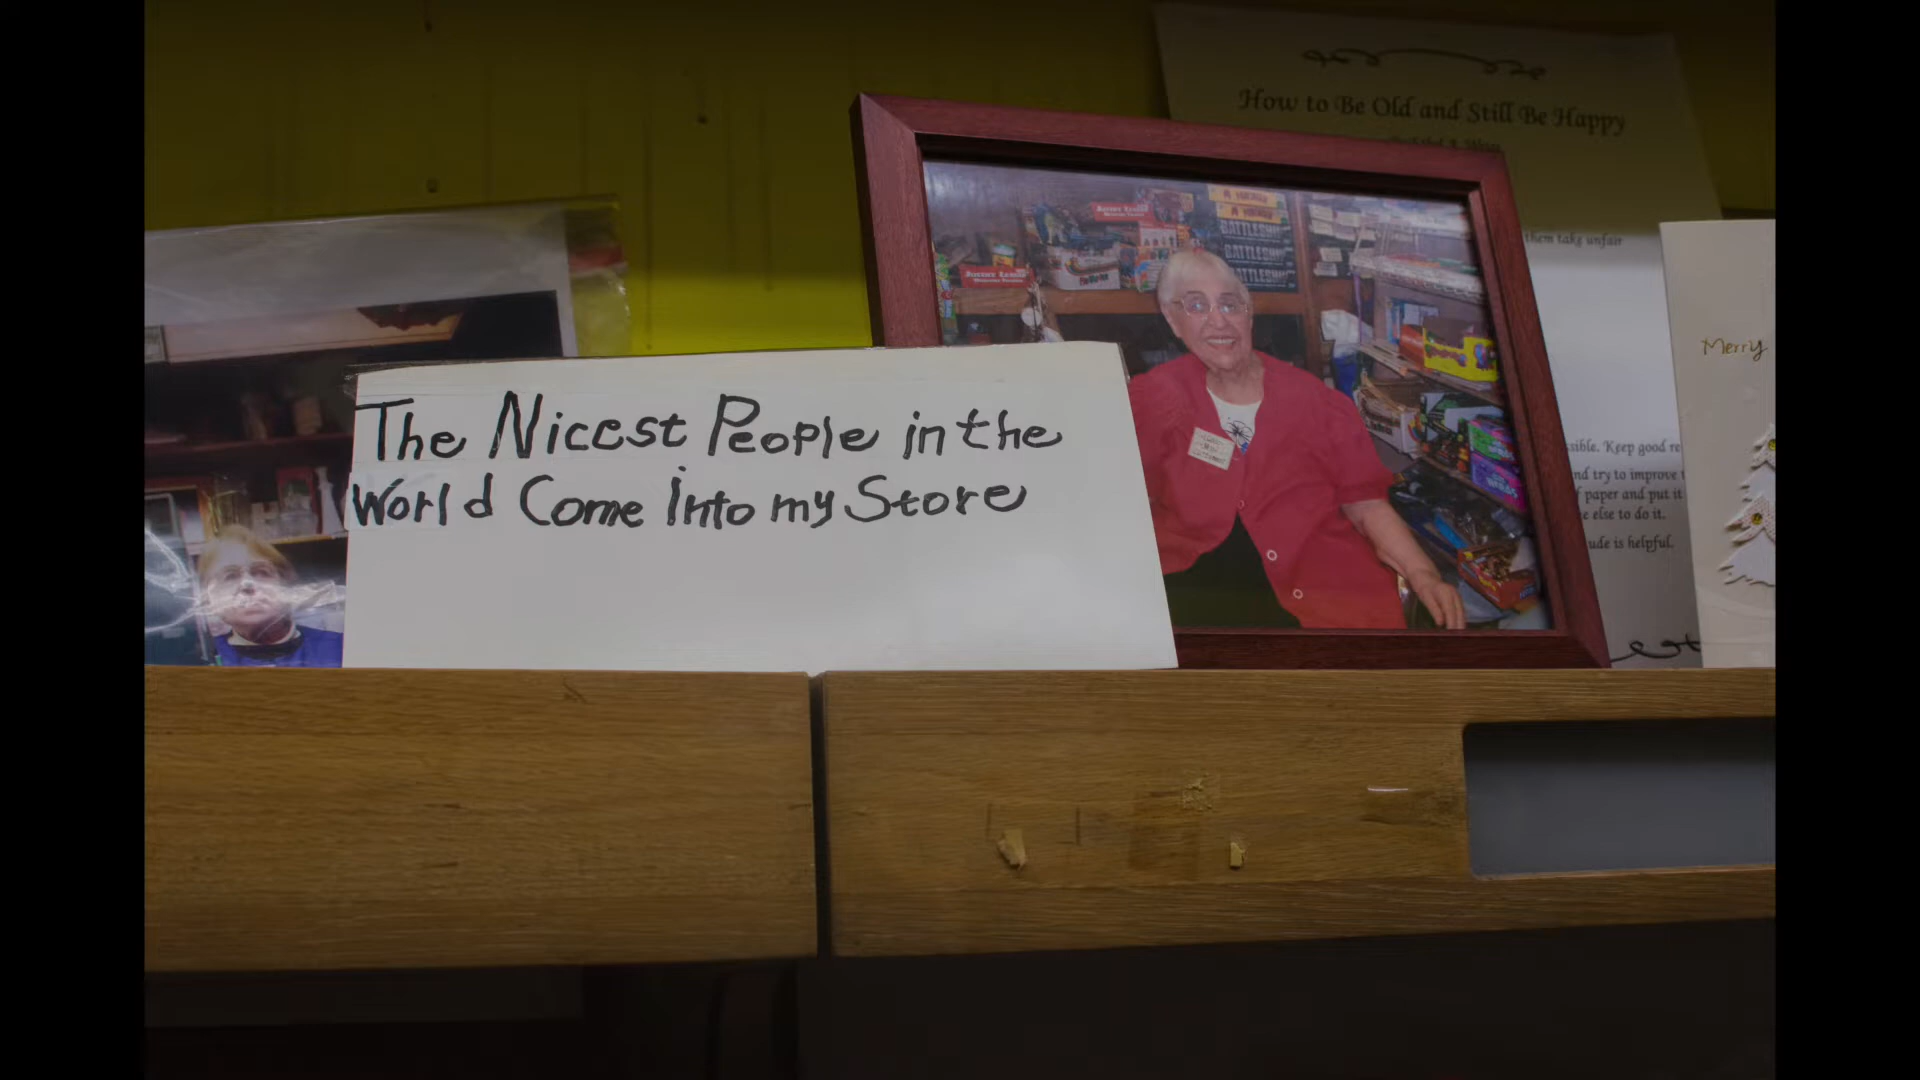 How to Be Old and Still Be Happy
them take unfair
The Nicest People in the
World Come Into my Store
BATTLESHIP
BATTLESHIP
BATTLESHIP
Merry
sible. Keep good re
nd try to improve t
f paper and put it
e else to do it.
ude is helpful.